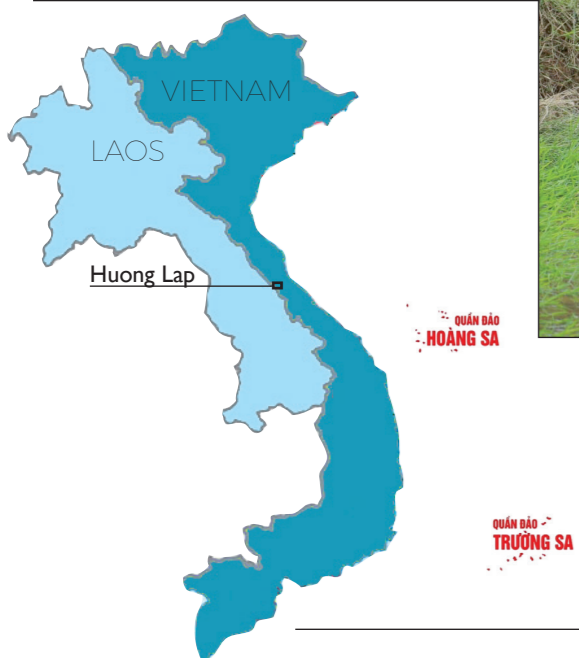 VIETNAM
LAOS
Huong Lap
QUẦN ĐẢO
HOÀNG SA
QUẦN ĐẢO
TRƯỜNG SA